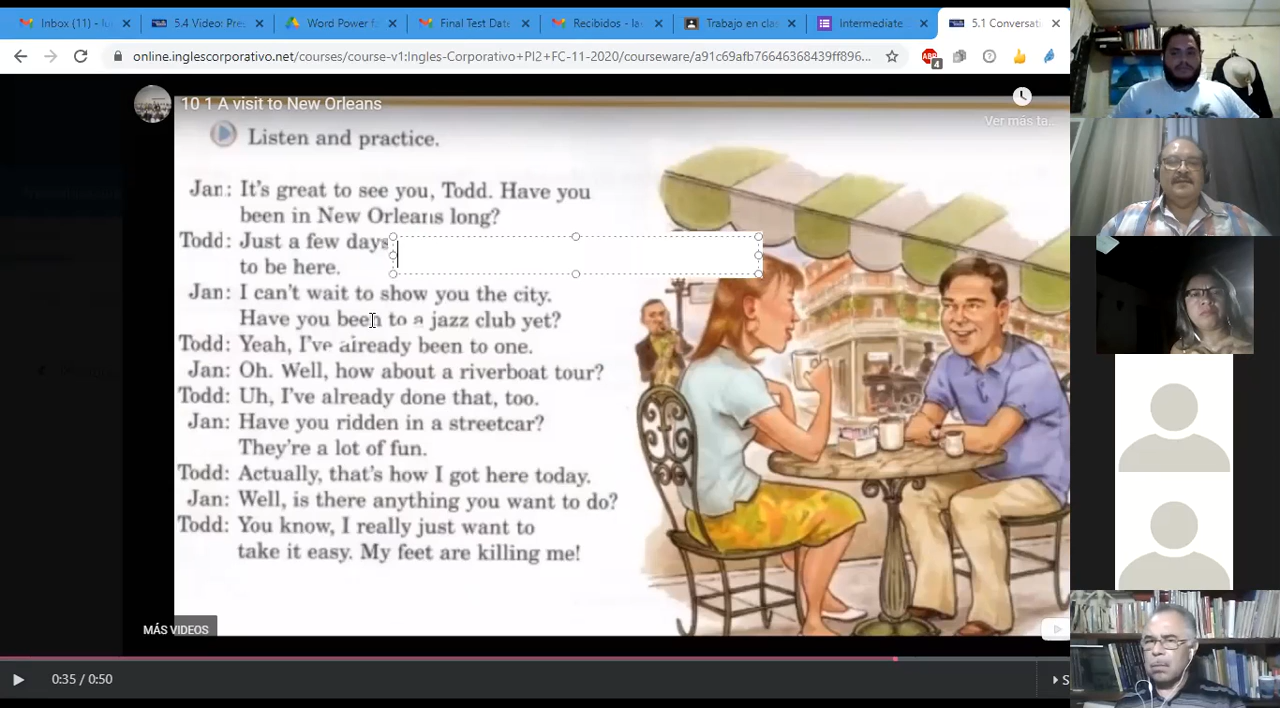 Inbox (11) - lu
5.4 Video: Pre
Word Power fa
Final Test Date
Recibidos - la
Trabajo en cla
Intermediate
5.1 Conversati
online.inglescorporativo.net/courses/course-v1:Ingles_Corporativo+PI2+FC-11-2020/courseware/a91c69afb76646368439ff896...
4
10 1 A visit to New Orleans
Ver más ta...
Listen and practice.
Jan: It's great to see you, Todd. Have you
been in New Orleans long?
Todd: Just a few days
to be here.
Jan: I can't wait to show you the city.
Have you been to a jazz club yet?
Todd: Yeah, I've already been to one.
Jan: Oh. Well, how about a riverboat tour?
Todd: Uh, I've already done that, too.
Jan: Have you ridden in a streetcar?
They're a lot of fun.
Todd: Actually, that's how I got here today.
Jan: Well, is there anything you want to do?
Todd: You know, I really just want to
take it easy. My feet are killing me!
MÁS VIDEOS
0:35 / 0:50
S